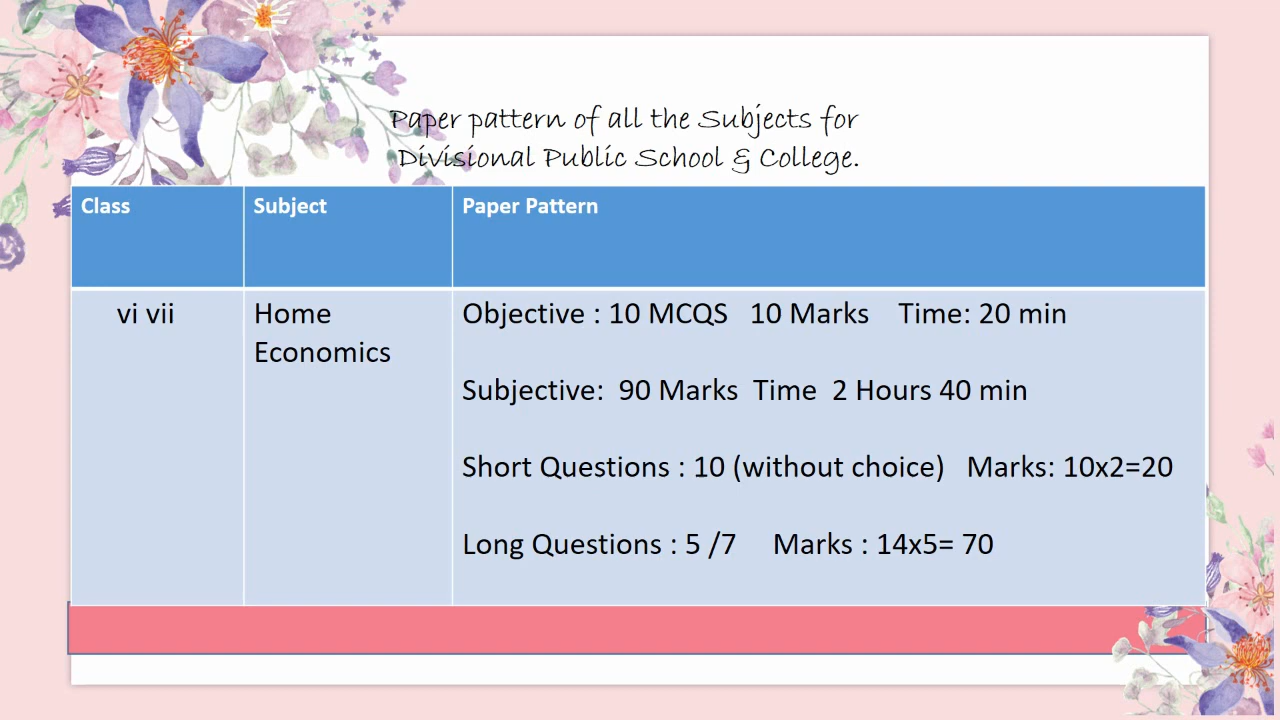 Paper pattern of all the Subjects for
Divisional Public School & College.
Class Subject Paper Pattern
vi vii Home Economics Objective : 10 MCQS 10 Marks Time: 20 min
Subjective: 90 Marks Time 2 Hours 40 min
Short Questions : 10 (without choice) Marks: 10x2=20
Long Questions : 5 /7 Marks : 14x5= 70